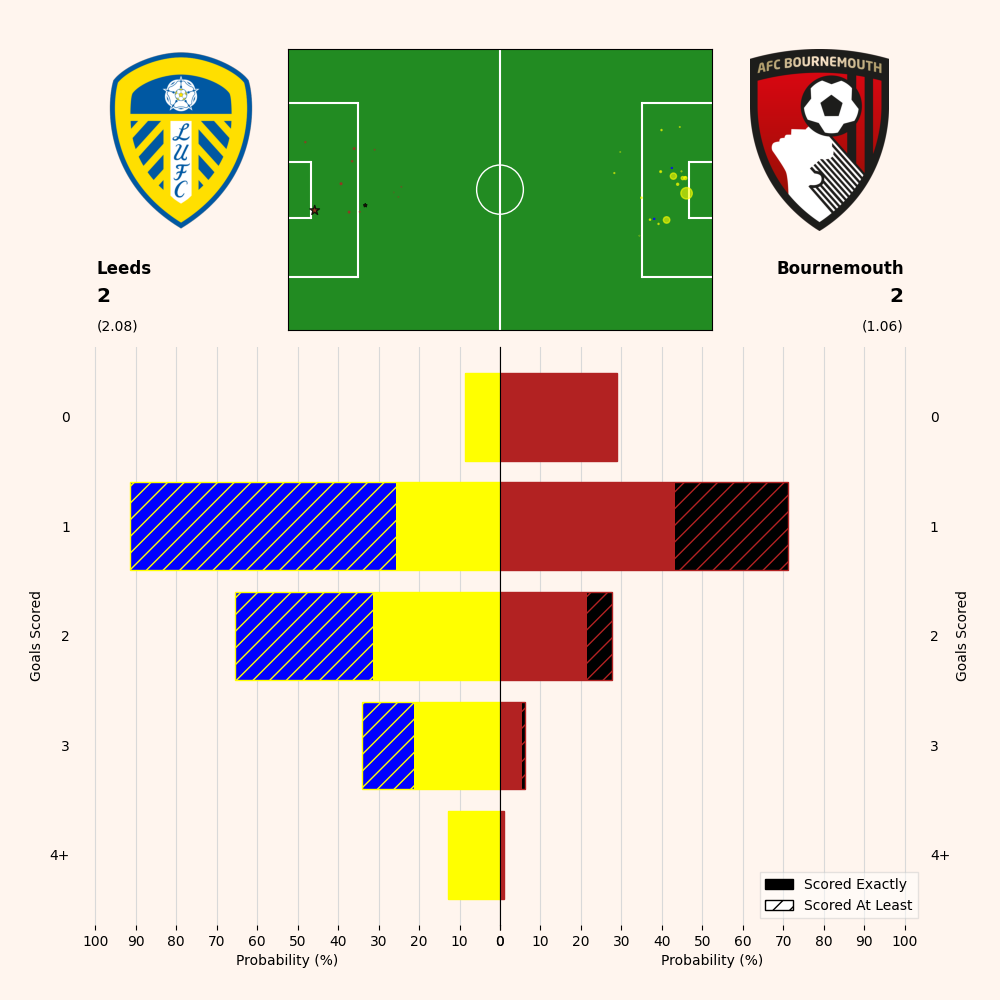 LUFC
AFC BOURNEMOUTH
Leeds
2
(2.08)
Bournemouth
2
(1.06)
0
1
2
3
4+
Goals Scored
0
1
2
3
4+
Goals Scored
Scored Exactly
Scored At Least
100 90 80 70 60 50 40 30 20 10 0 10 20 30 40 50 60 70 80 90 100
Probability (%)
Probability (%)